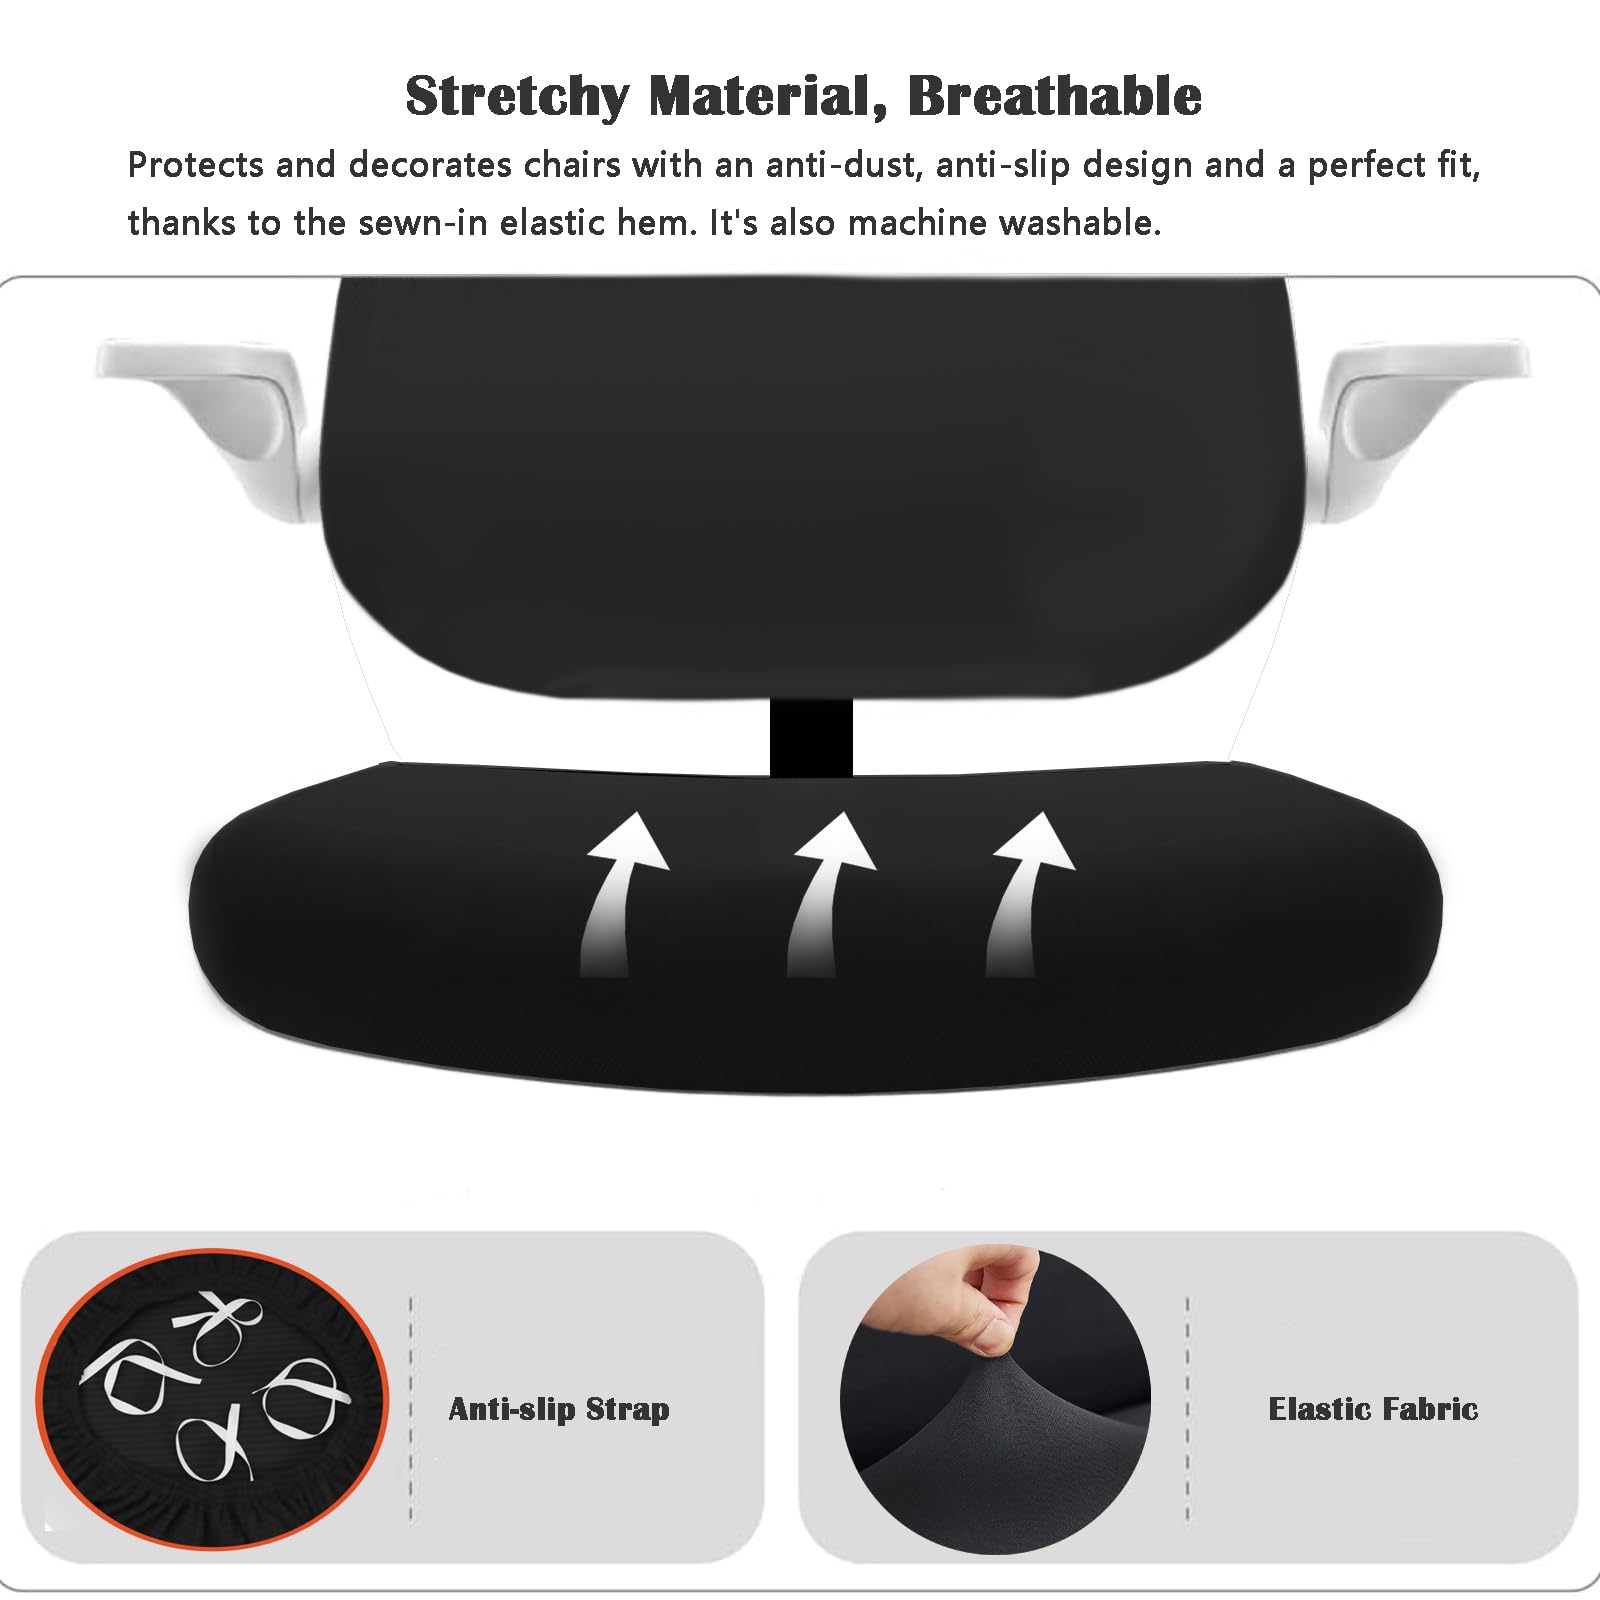 Stretchy Material, Breathable
Protects and decorates chairs with an anti-dust, anti-slip design and a perfect fit,
thanks to the sewn-in elastic hem. It's also machine washable.
Anti-slip Strap
Elastic Fabric